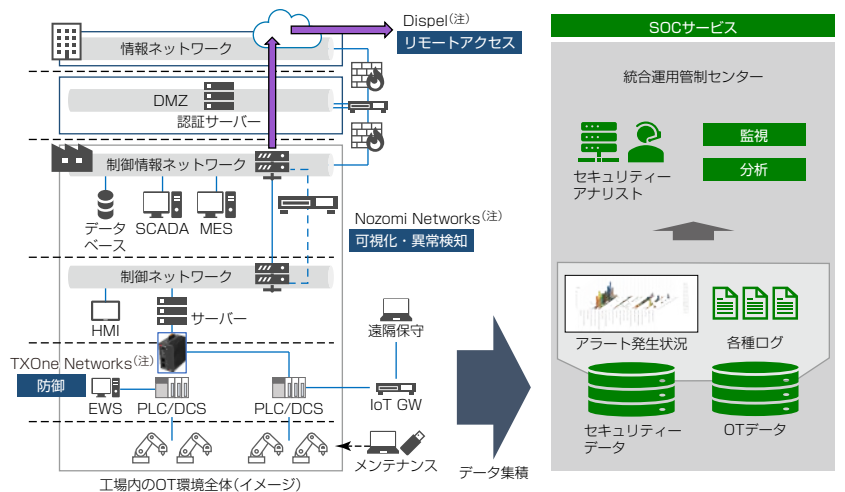 Dispel(注)
リモートアクセス
情報ネットワーク
DMZ
認証サーバー
制御情報ネットワーク
データ
ベース
SCADA
MES
Nozomi Networks(注)
可視化・異常検知
制御ネットワーク
HMI
サーバー
遠隔保守
TXOne Networks(注)
防御
EWS
PLC/DCS
PLC/DCS
IoT GW
メンテナンス
工場内のOT環境全体(イメージ)
データ集積
SOCサービス
統合運用管制センター
セキュリティー
アナリスト
監視
分析
アラート発生状況
各種ログ
セキュリティー
データ
OTデータ